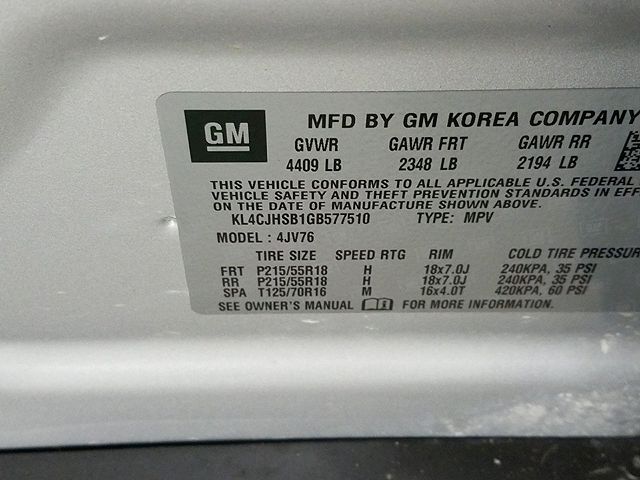 GM MFD BY GM KOREA COMPANY
GVWR GAWR FRT GAWR RR
4409 LB 2348 LB 2194 LB
THIS VEHICLE CONFORMS TO ALL APPLICABLE U.S. FEDERAL
VEHICLE SAFETY AND THEFT PREVENTION STANDARDS IN EFF
ON THE DATE OF MANUFACTURE SHOWN ABOVE.
KL4CJHSB1GB577510 TYPE: MPV
MODEL : 4JV76
TIRE SIZE SPEED RTG RIM COLD TIRE PRESSUR
FRT P215/55R18 H 18x7.0J 240KPA, 35 PSI
RR P215/55R18 H 18x7.0J 240KPA, 35 PSI
SPA T125/70R16 M 16x4.0T 420KPA, 60 PSI
SEE OWNER'S MANUAL FOR MORE INFORMATION.